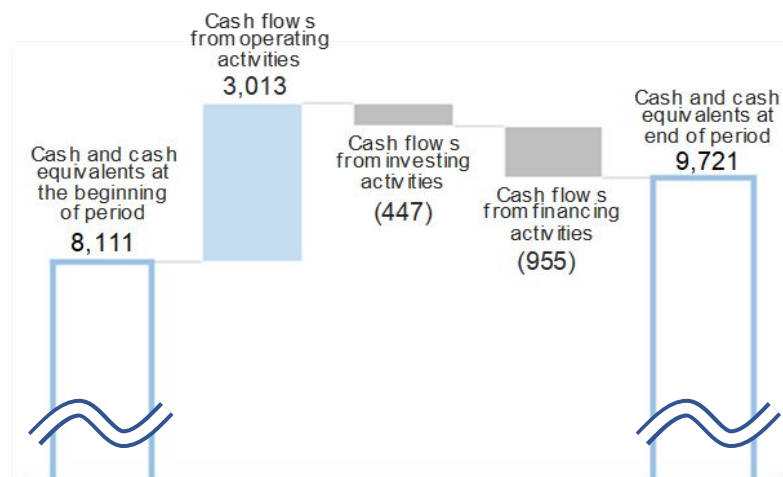 Cash flows
from operating
activities
3,013
Cash and cash
equivalents at
the beginning
of period
8,111
Cash flows
from investing
activities
(447)
Cash flows
from financing
activities
(955)
Cash and cash
equivalents at
end of period
9,721